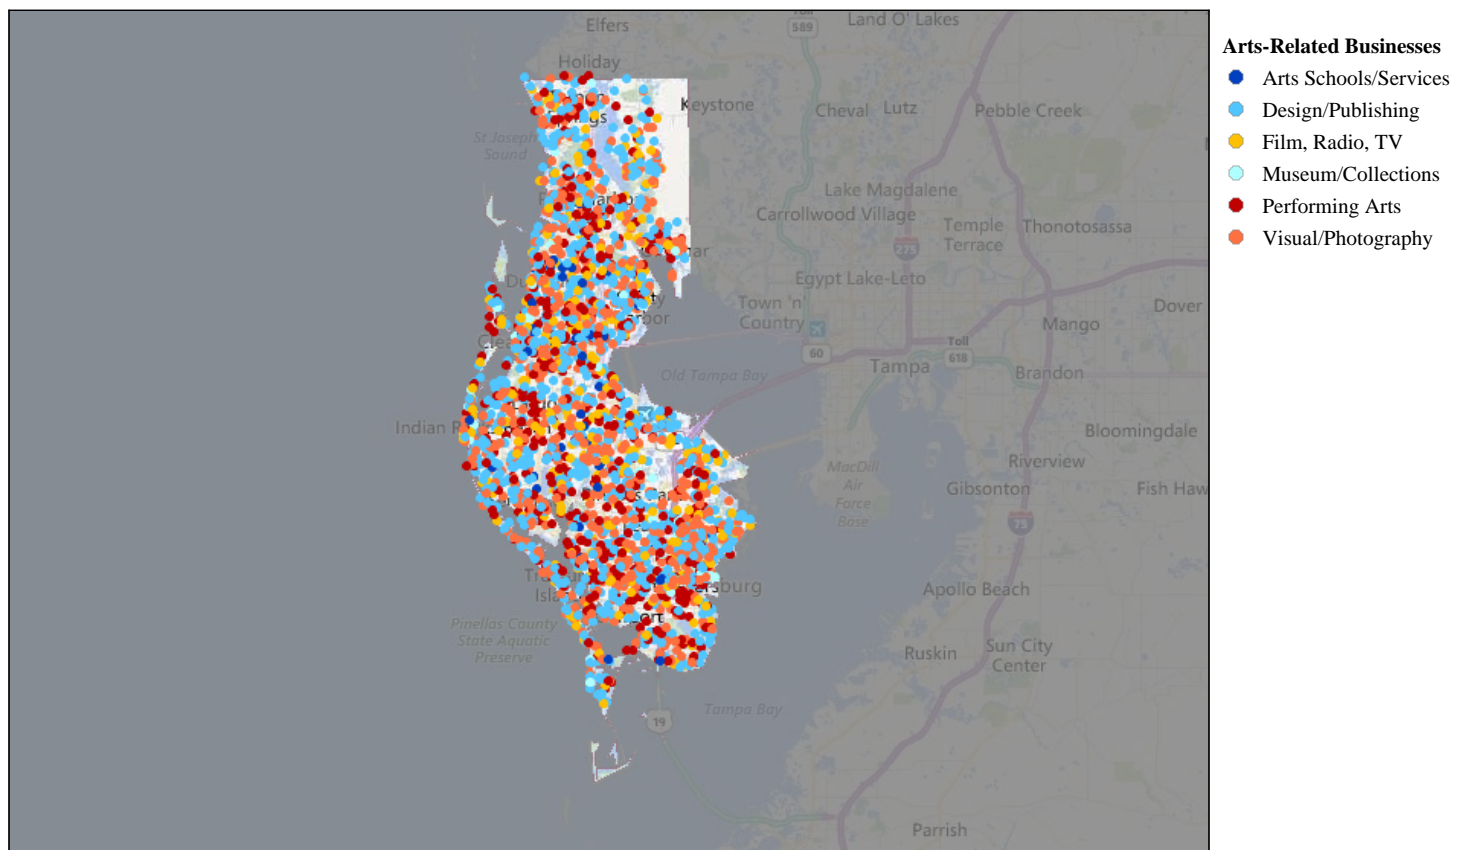 Toll
589
Land O' Lakes
Elfers
Holiday
Keystone
Cheval
Lutz
Pebble Creek
St Joseph
Sound
Lake Magdalene
Carrollwood Village
Temple
Terrace
Thonotosassa
275
Egypt Lake-Leto
Town 'n'
Country
Dover
Mango
60
Toll
618
Tampa
Brandon
Old Tampa Bay
Indian R
Bloomingdale
MacDill
Air
Force
Base
Riverview
Gibsonton
Fish Haw
75
Apollo Beach
Pinellas County
State Aquatic
Preserve
Ruskin
Sun City
Center
Tampa Bay
19
Parrish
Arts-Related Businesses
Arts Schools/Services
Design/Publishing
Film, Radio, TV
Museum/Collections
Performing Arts
Visual/Photography